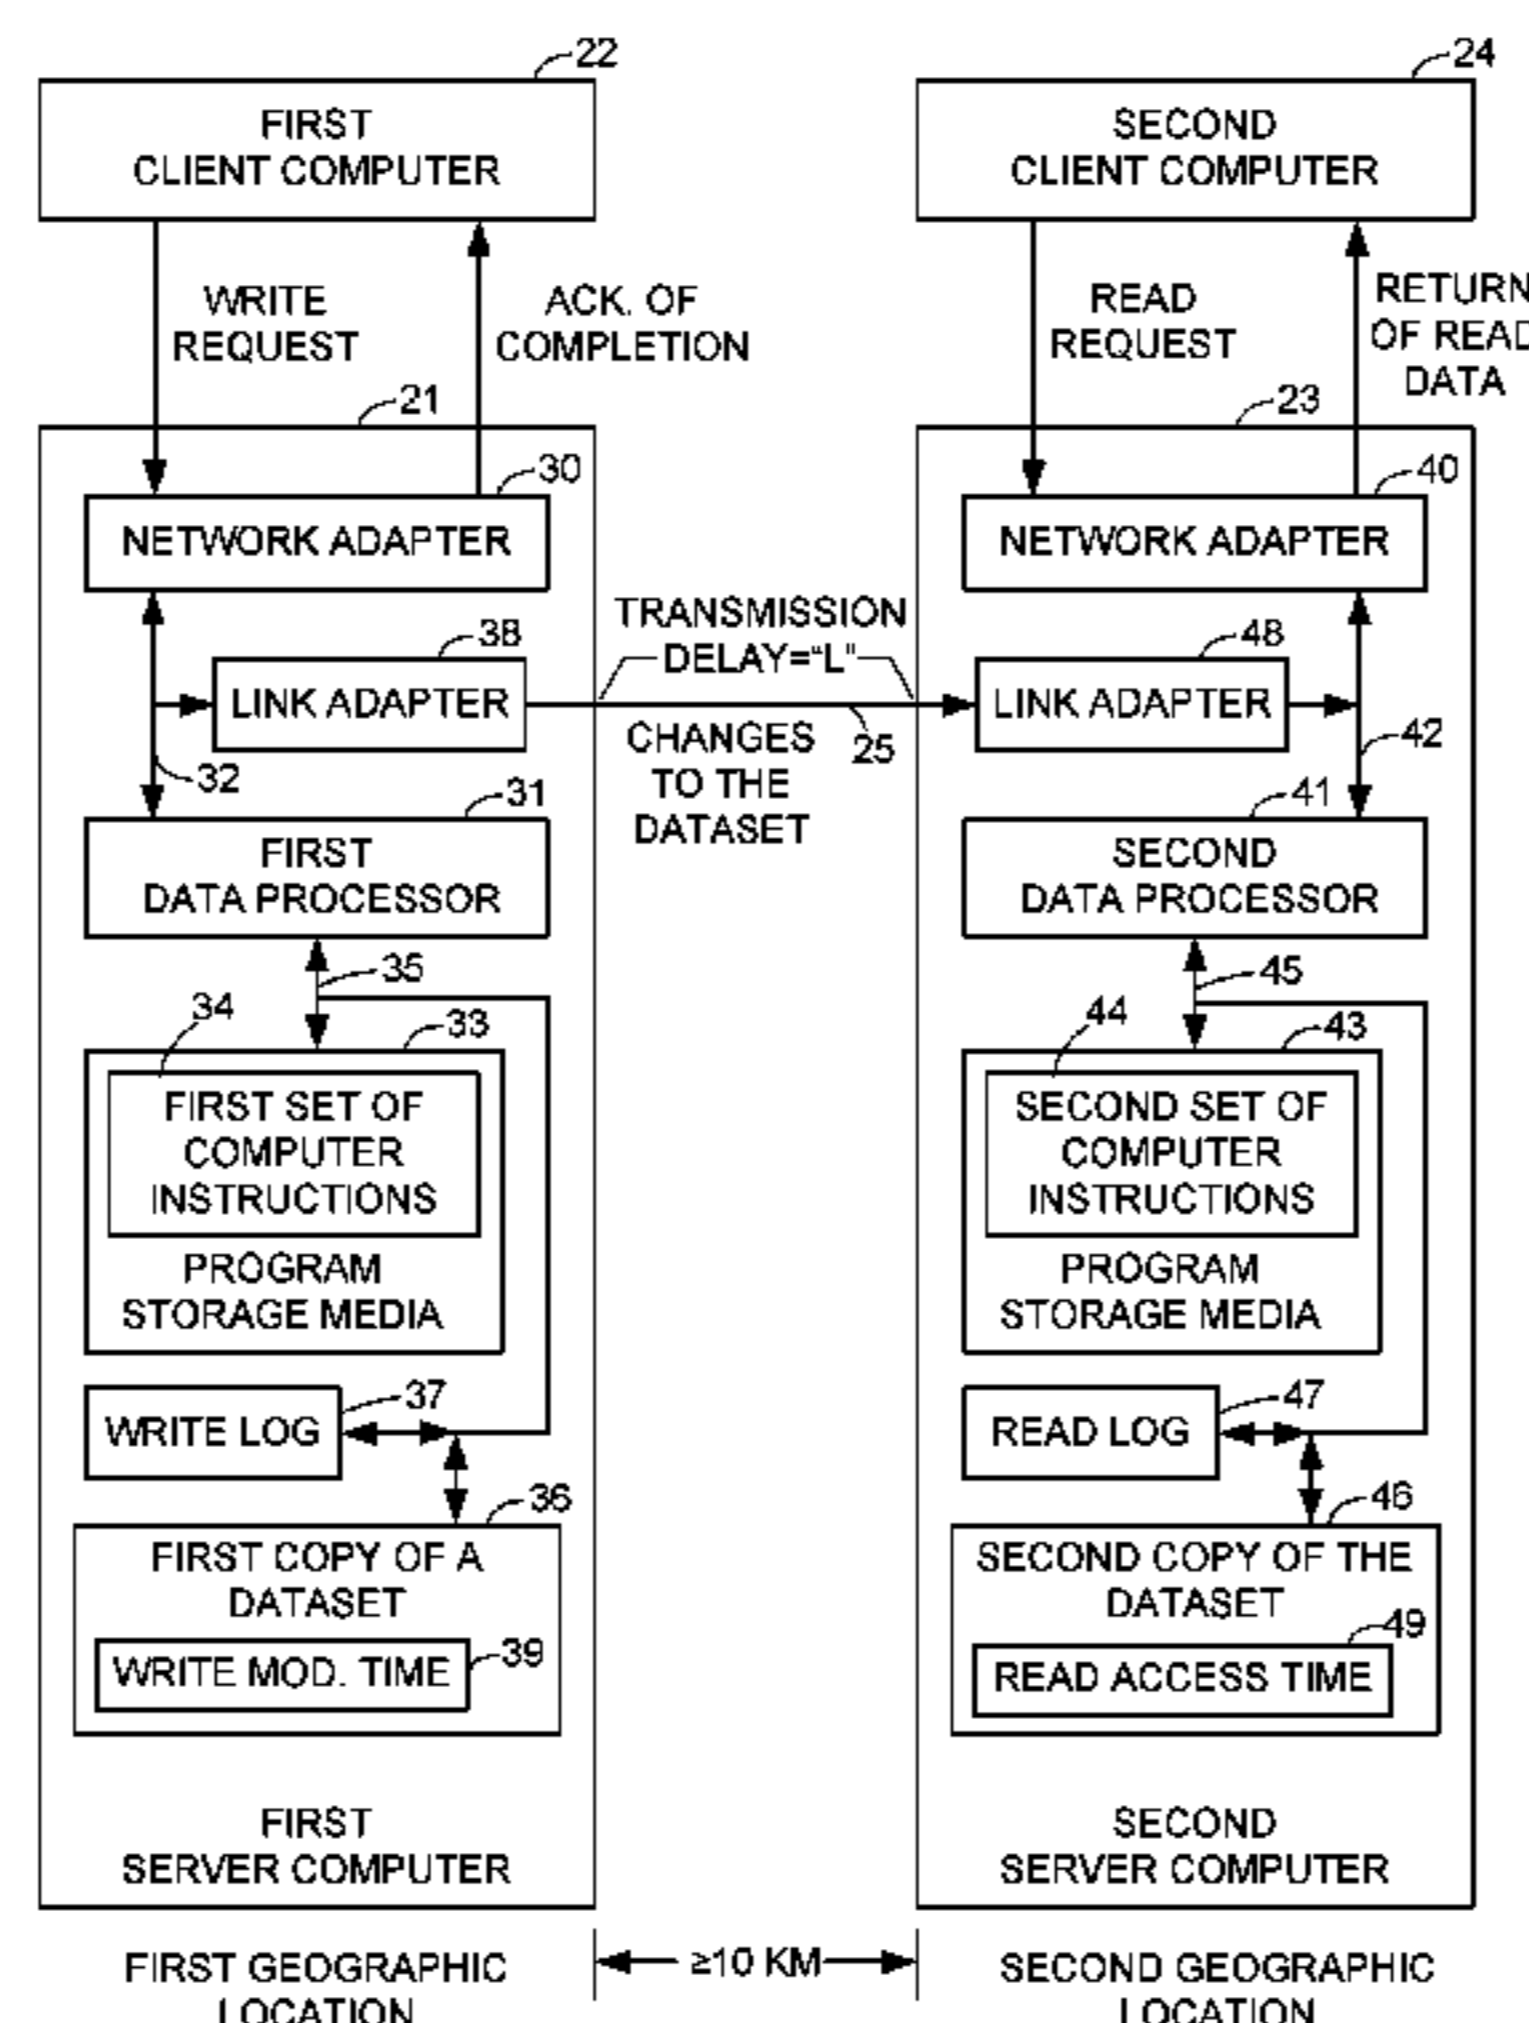 22
24
FIRST
CLIENT COMPUTER
SECOND
CLIENT COMPUTER
WRITE
REQUEST
ACK. OF
COMPLETION
READ
REQUEST
RETURN
OF READ
DATA
21
23
30
40
NETWORK ADAPTER
NETWORK ADAPTER
TRANSMISSION
DELAY="L"
38
48
LINK ADAPTER
LINK ADAPTER
CHANGES
TO THE
DATASET
25
32
42
31
41
FIRST
DATA PROCESSOR
SECOND
DATA PROCESSOR
35
45
34
33
44
43
FIRST SET OF
COMPUTER
INSTRUCTIONS
PROGRAM
STORAGE MEDIA
SECOND SET OF
COMPUTER
INSTRUCTIONS
PROGRAM
STORAGE MEDIA
37
47
WRITE LOG
READ LOG
36
46
FIRST COPY OF A
DATASET
SECOND COPY OF THE
DATASET
39
49
WRITE MOD. TIME
READ ACCESS TIME
FIRST
SERVER COMPUTER
SECOND
SERVER COMPUTER
FIRST GEOGRAPHIC
LOCATION
≥10 KM
SECOND GEOGRAPHIC
LOCATION